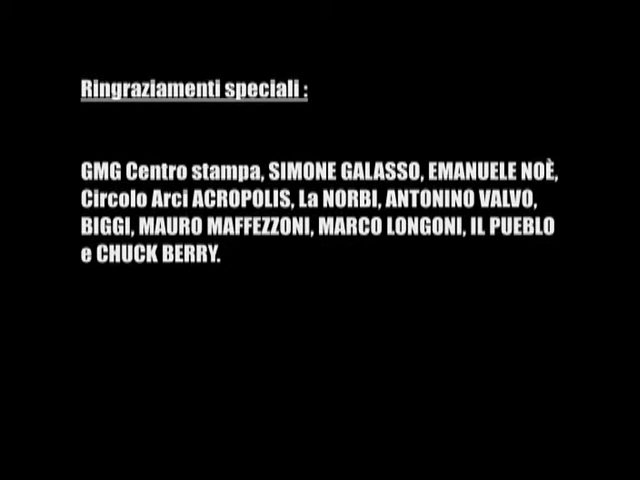 Ringraziamenti speciali :
GMG Centro stampa, SIMONE GALASSO, EMANUELE NOÈ,
Circolo Arci ACROPOLIS, La NORBI, ANTONINO VALVO,
BIGGI, MAURO MAFFEZZONI, MARCO LONGONI, IL PUEBLO
e CHUCK BERRY.